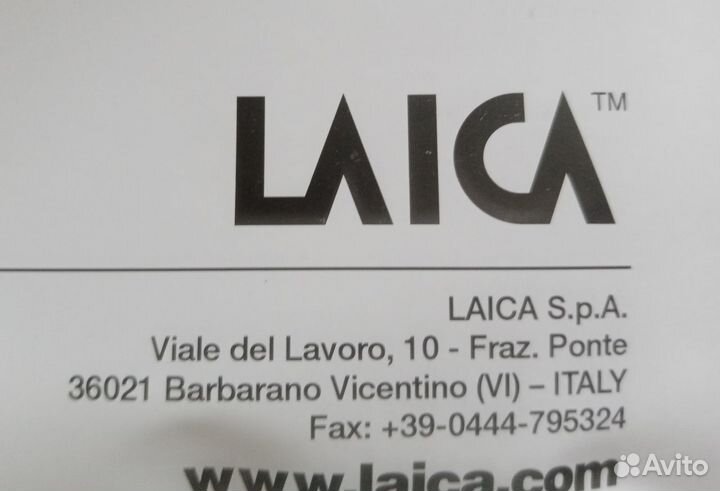 LAICA™
LAICA S.p.A.
Viale del Lavoro, 10 - Fraz. Ponte
36021 Barbarano Vicentino (VI) – ITALY
Fax: +39-0444-795324
www.laica.com
Avito